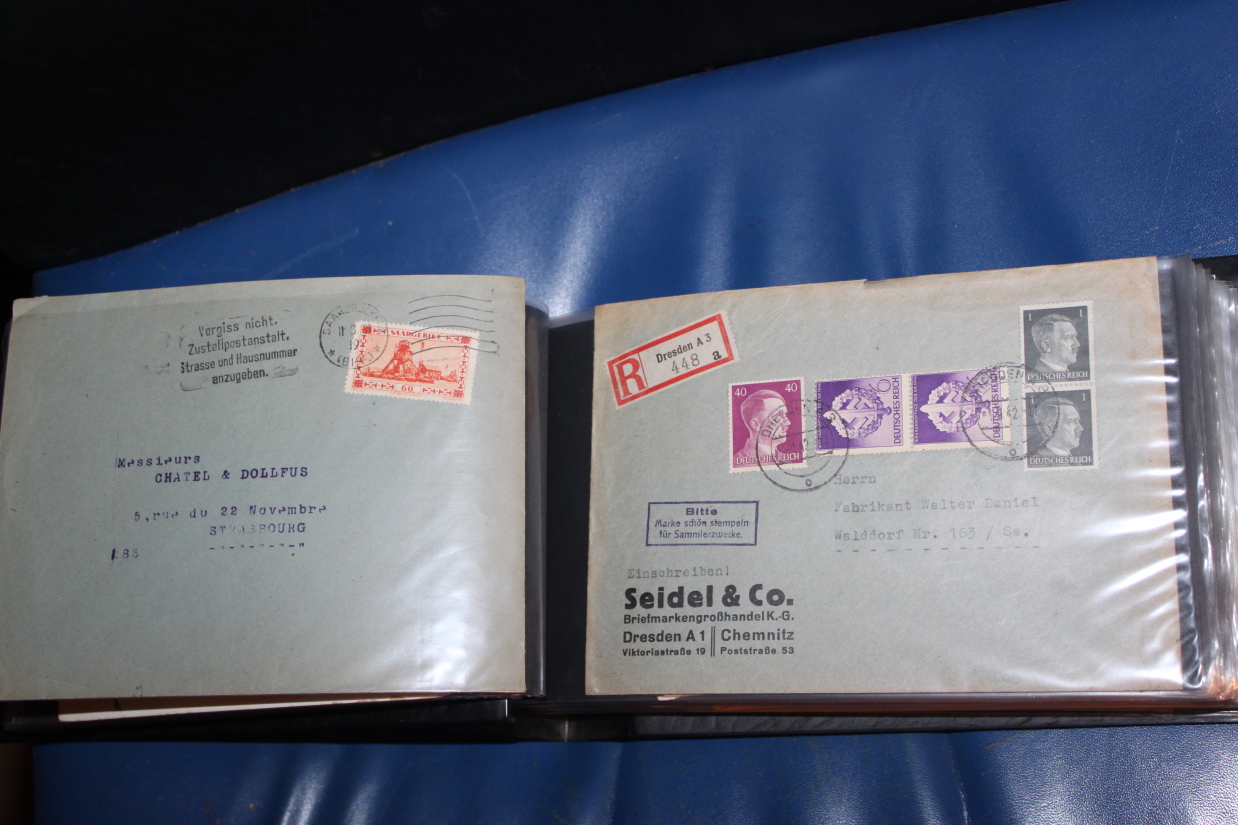 Vergiss nicht.
Zustellpostanstalt,
Strasse und Hausnummer
anzugeben.
SAARGEBIET
60
Messieurs
CHATEL & DOLLFUS
5,rue du 22 Novembre
STRASBOURG
83
R
Dresden A 3
448 a
40 40
DEUTSCHES REICH
DEUTSCHES REICH
DEUTSCHES REICH
1
DEUTSCHES REICH
1
DEUTSCHES REICH
Herrn
Fabrikant Walter Daniel
Walddorf Nr. 163 / Sa.
Bitte
Marke schön stempeln
für Sammlerzwecke.
Einschreiben!
Seidel & Co.
Briefmarkengroßhandel K.-G.
Dresden A 1 || Chemnitz
Viktoriastraße 19 || Poststraße 53